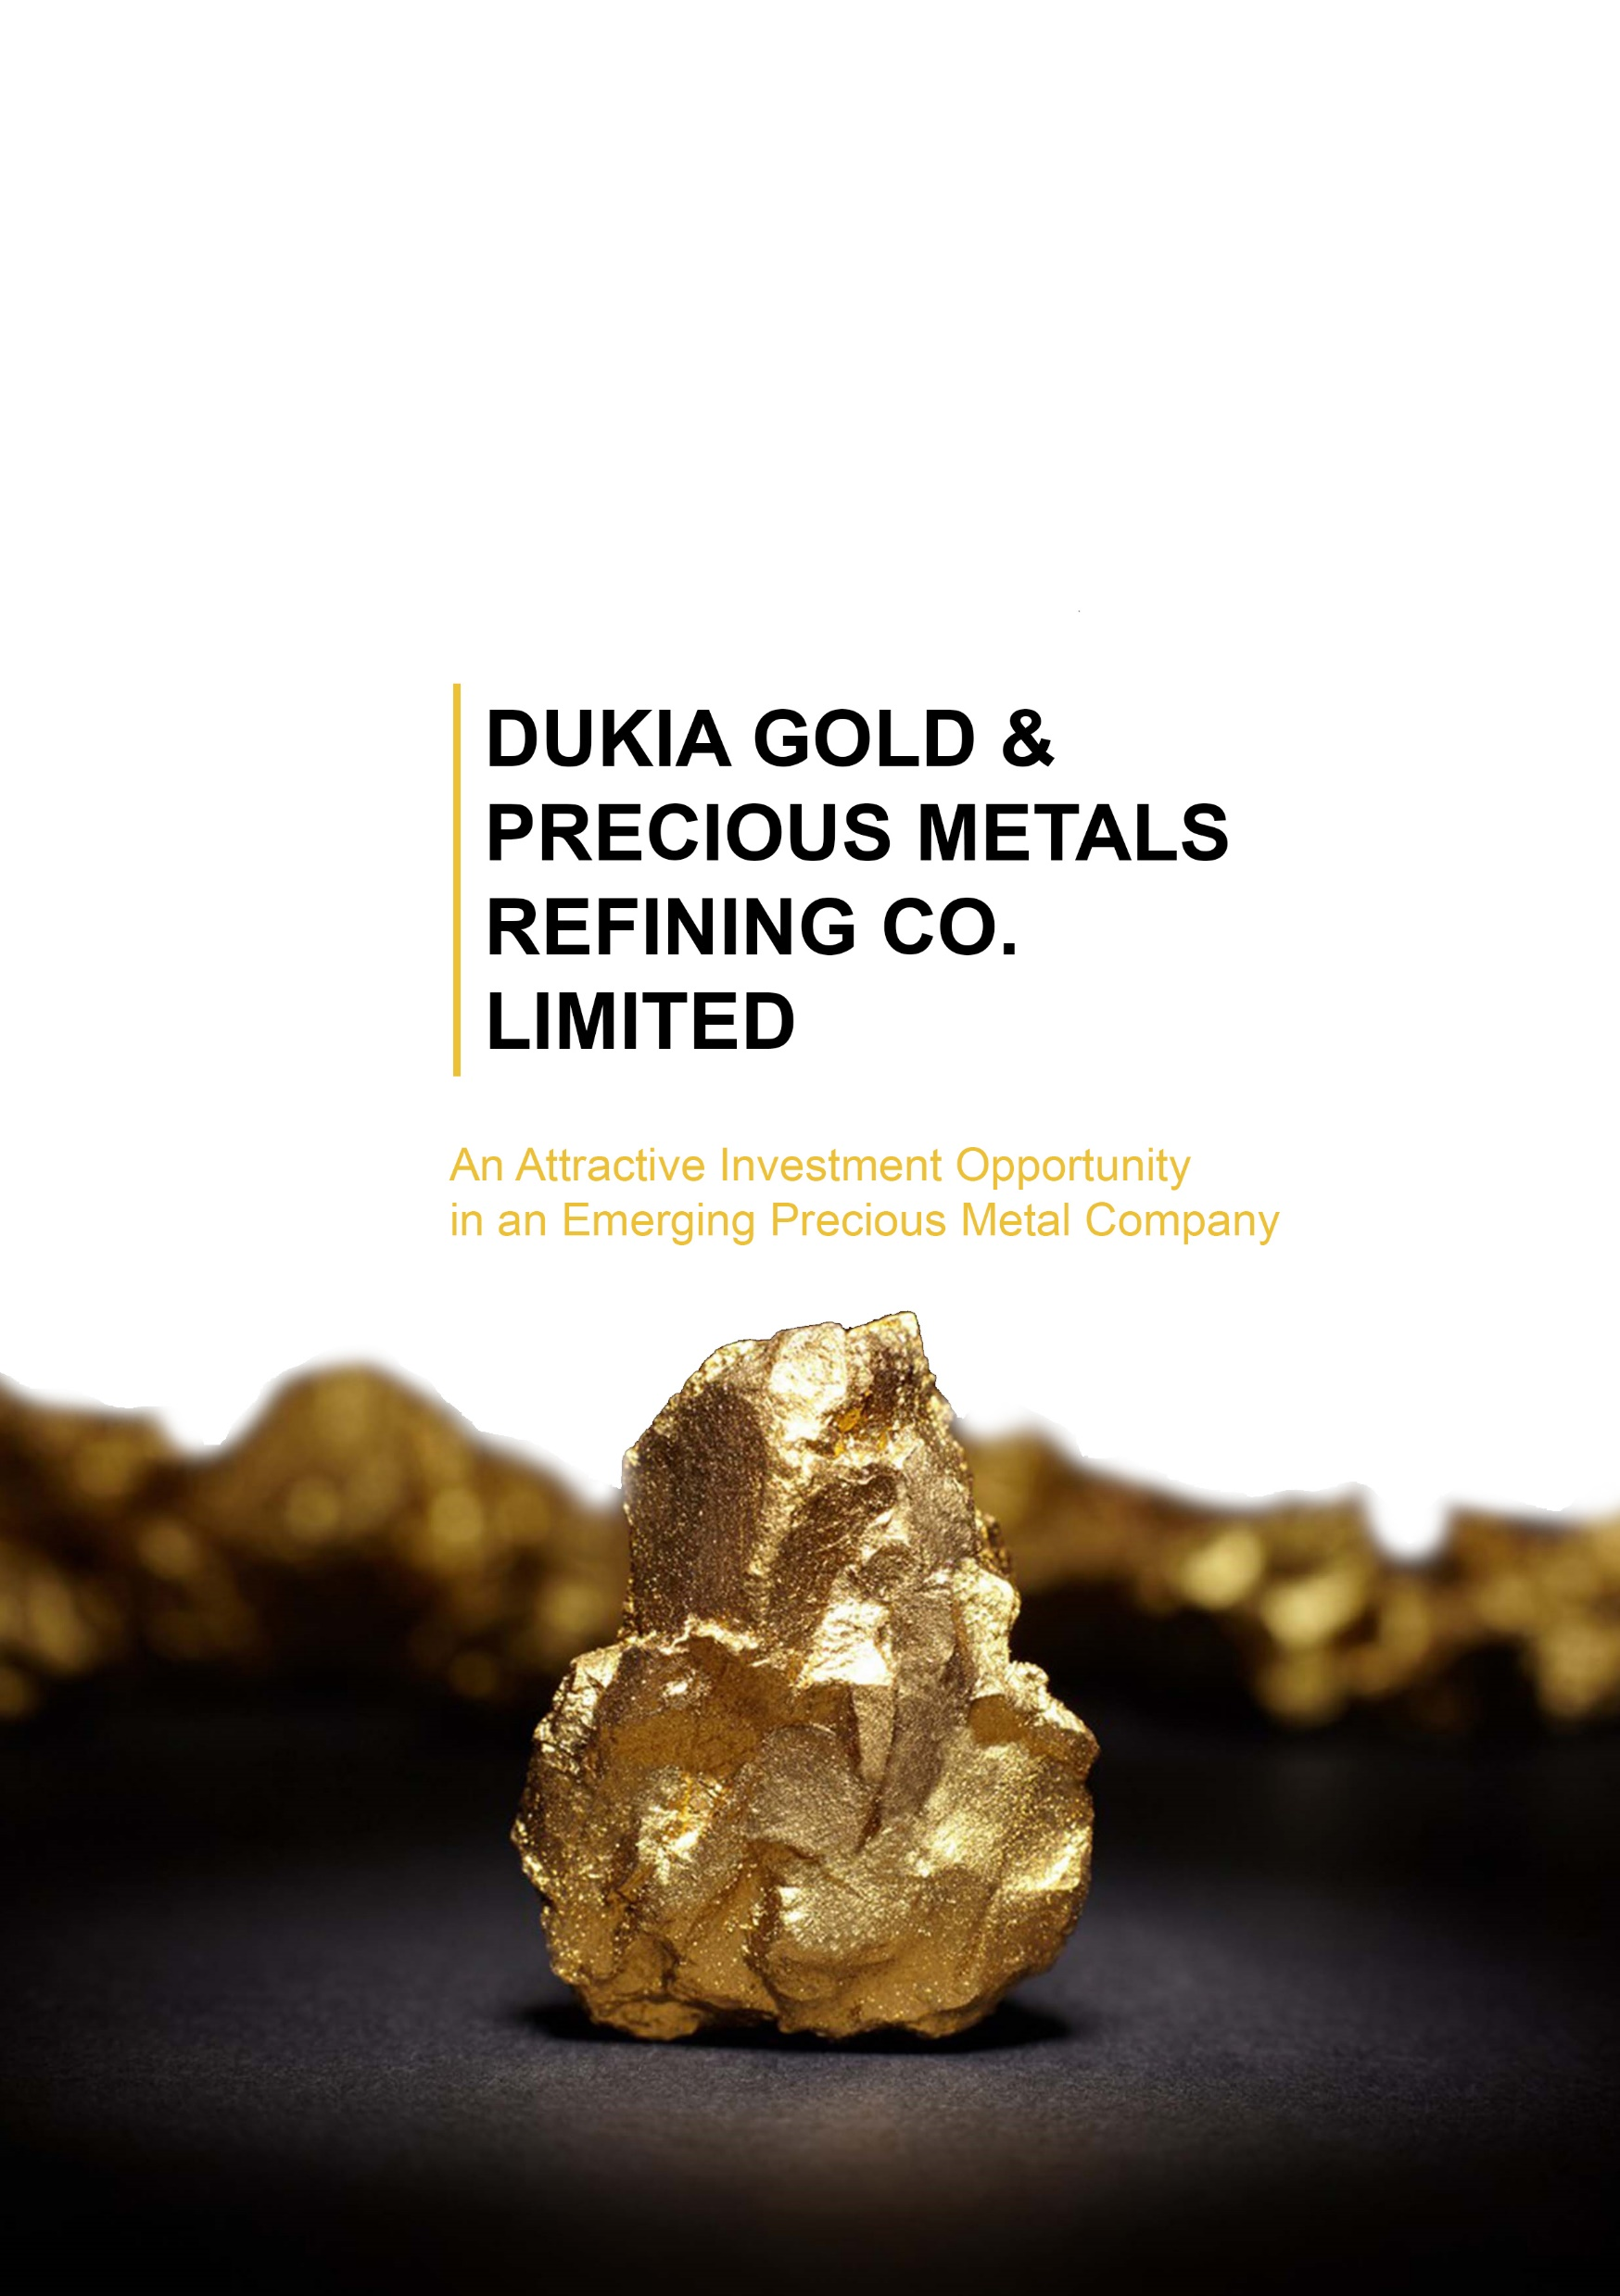 DUKIA GOLD &
PRECIOUS METALS
REFINING CO.
LIMITED
An Attractive Investment Opportunity
in an Emerging Precious Metal Company